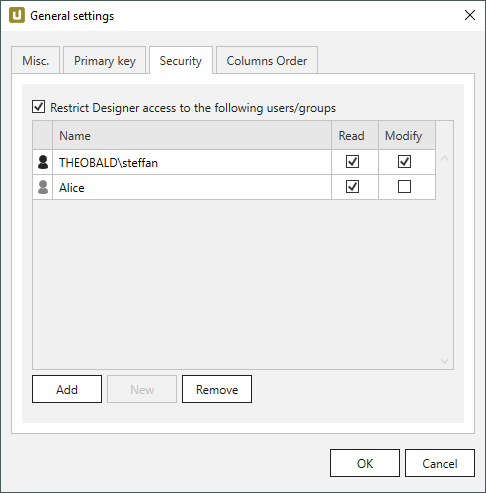 General settings
Misc. Primary key Security Columns Order
Restrict Designer access to the following users/groups
Name Read Modify
THEOBALD\steffan
Alice
Add New Remove
OK Cancel